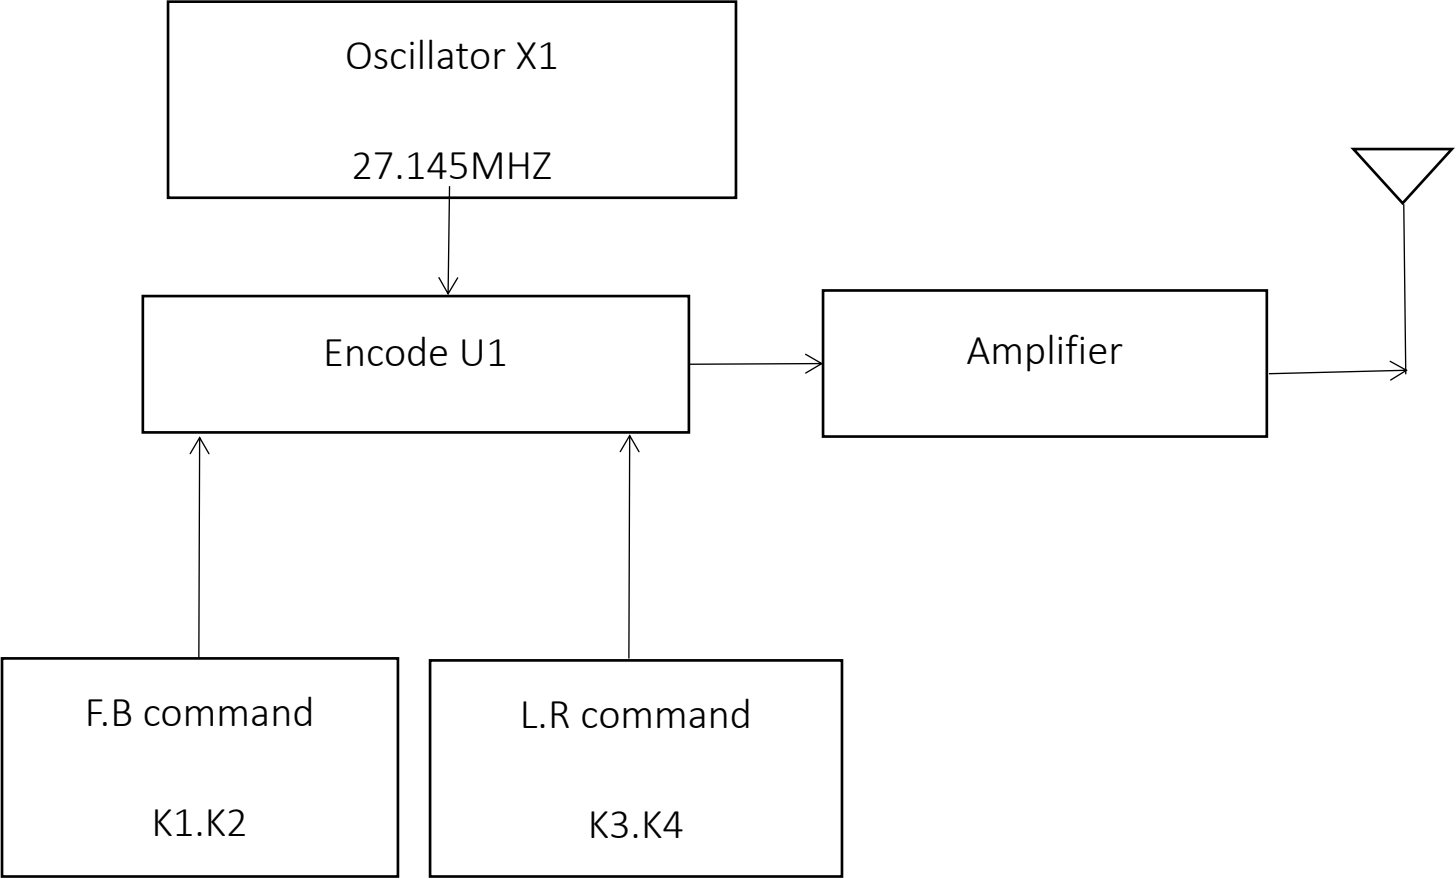 Oscillator X1
27.145MHZ
Encode U1
Amplifier
F.B command
K1.K2
L.R command
K3.K4